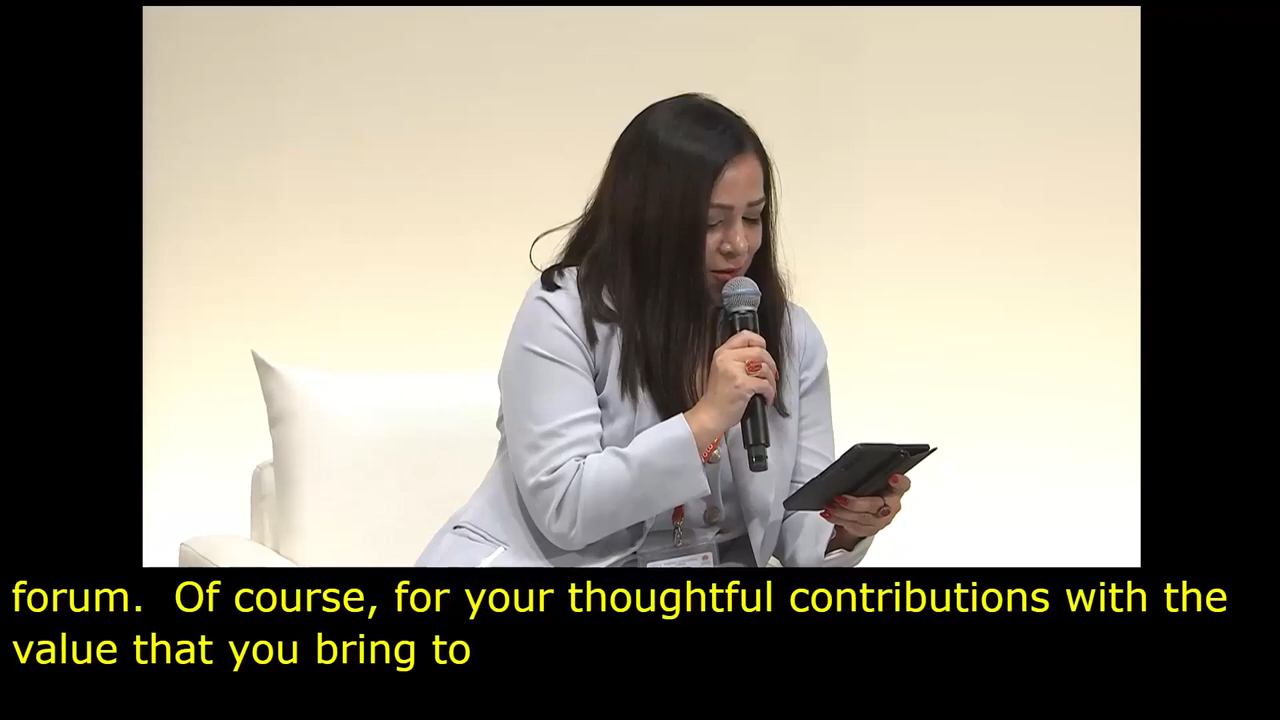 forum.  Of course, for your thoughtful contributions with the
value that you bring to